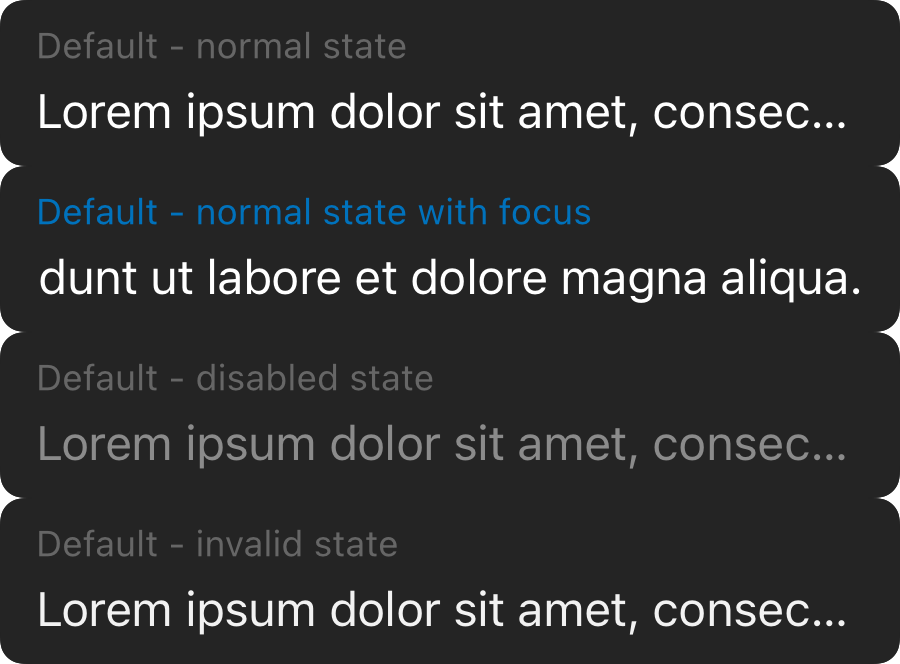 Default - normal state
Lorem ipsum dolor sit amet, consec...
Default - normal state with focus
dunt ut labore et dolore magna aliqua.
Default - disabled state
Lorem ipsum dolor sit amet, consec...
Default - invalid state
Lorem ipsum dolor sit amet, consec...